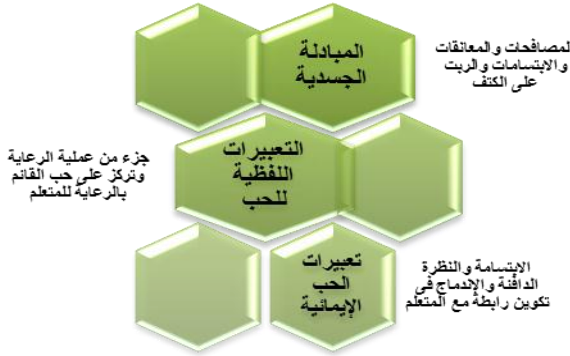 المبادلة
الجسدية
لمصافحات والمعانقات
والابتسامات والربت
على الكتف
التعبيرات
اللفظية
للحب
جزء من عملية الرعاية
وتركز على حب القائم
بالرعاية للمتعلم
تعبيرات
الحب
الإيمائية
الابتسامة والنظرة
الدافئة والإندماج في
تكوين رابطة مع المتعلم